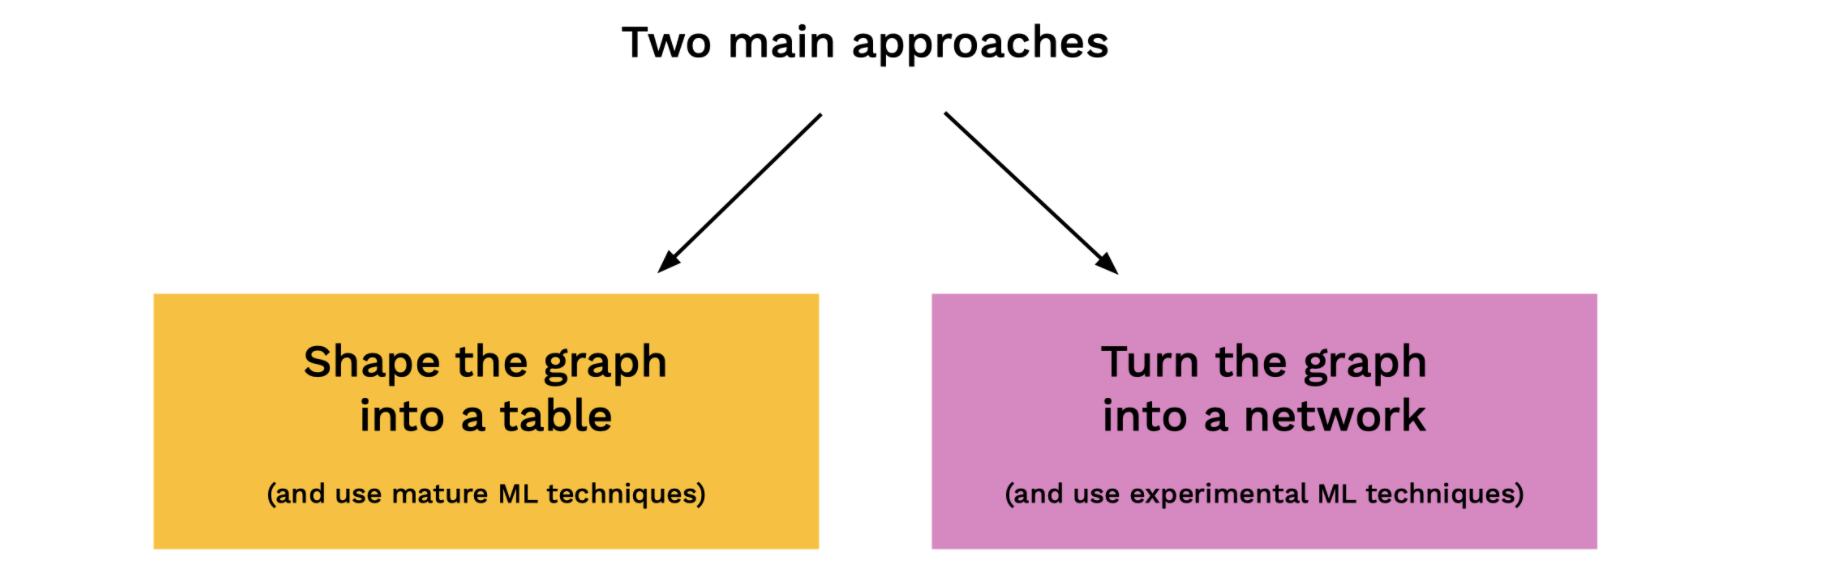 Two main approaches
Shape the graph
into a table
(and use mature ML techniques)
Turn the graph
into a network
(and use experimental ML techniques)